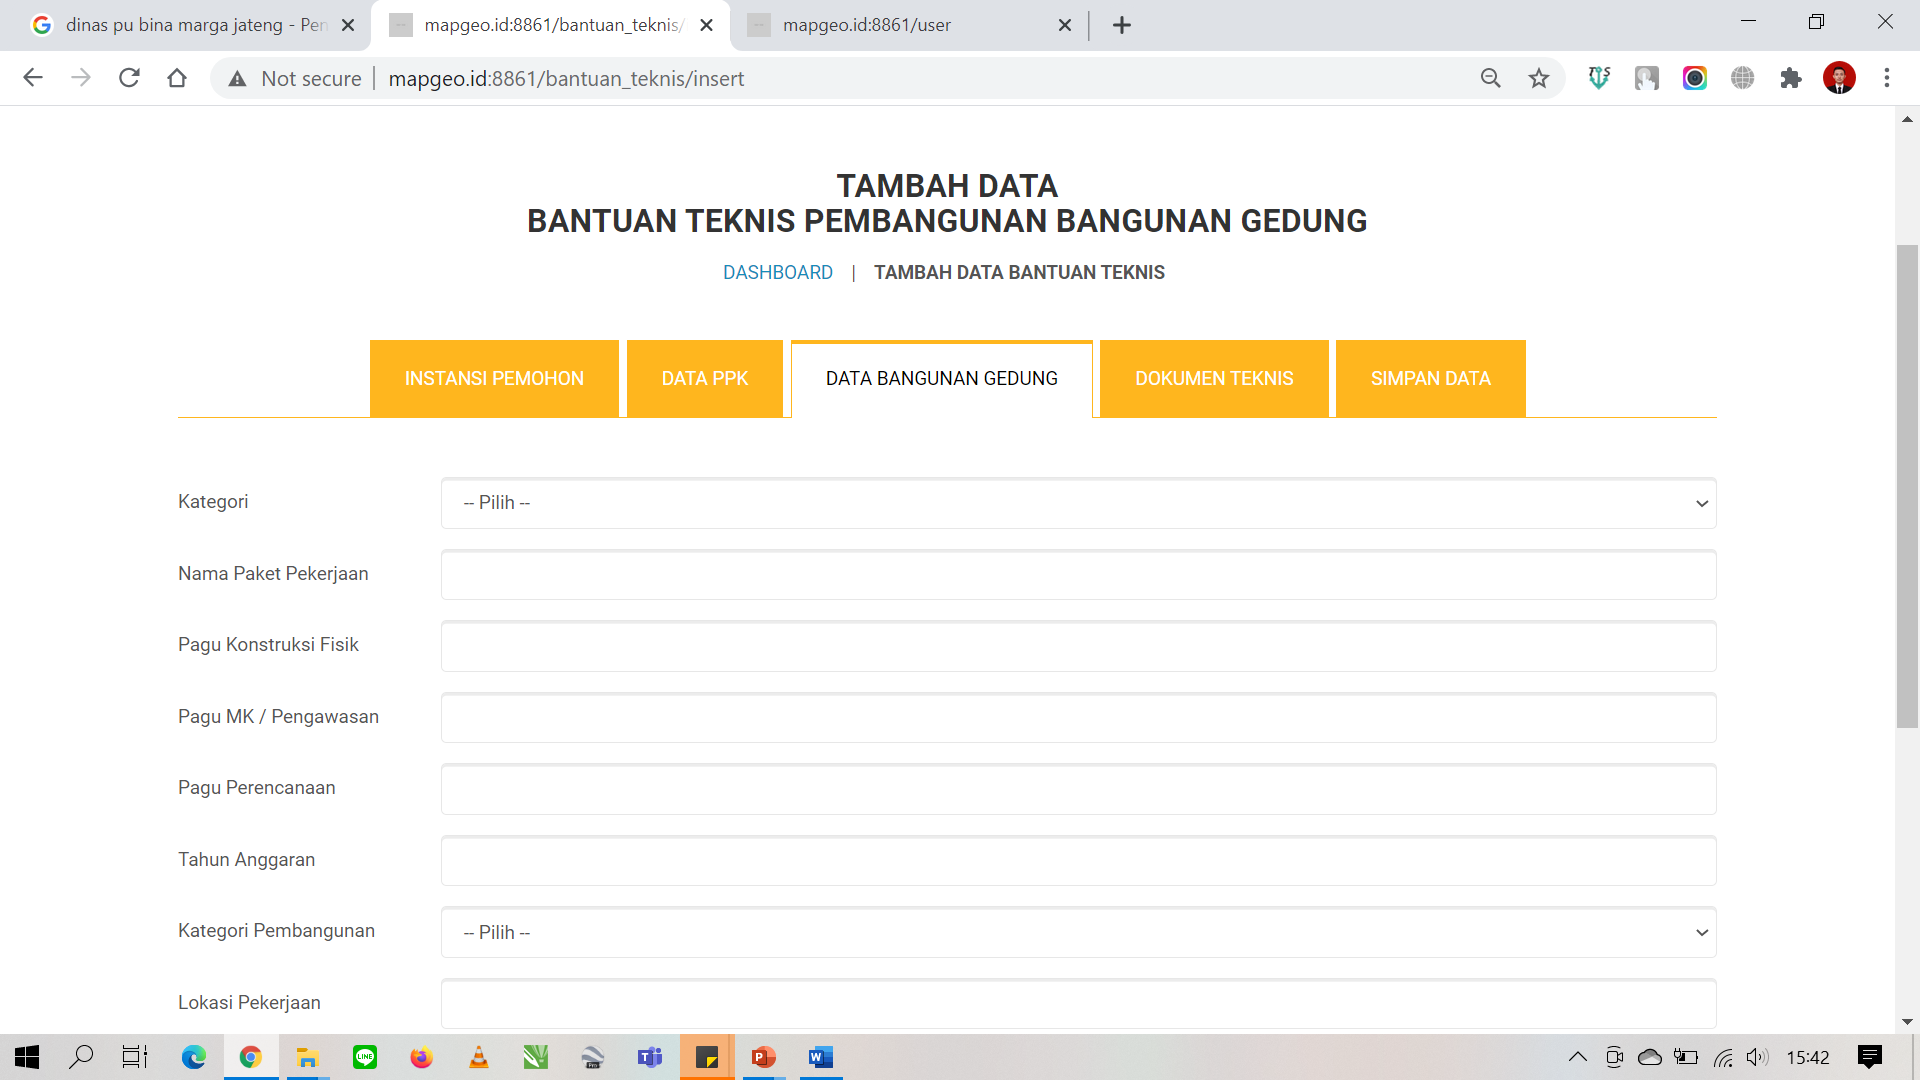 dinas pu bina marga jateng - Pen
mapgeo.id:8861/bantuan_teknis/
mapgeo.id:8861/user
Not secure
mapgeo.id:8861/bantuan_teknis/insert
TAMBAH DATA
BANTUAN TEKNIS PEMBANGUNAN BANGUNAN GEDUNG
DASHBOARD | TAMBAH DATA BANTUAN TEKNIS
INSTANSI PEMOHON
DATA PPK
DATA BANGUNAN GEDUNG
DOKUMEN TEKNIS
SIMPAN DATA
Kategori
-- Pilih --
Nama Paket Pekerjaan
Pagu Konstruksi Fisik
Pagu MK / Pengawasan
Pagu Perencanaan
Tahun Anggaran
Kategori Pembangunan
-- Pilih --
Lokasi Pekerjaan
15:42